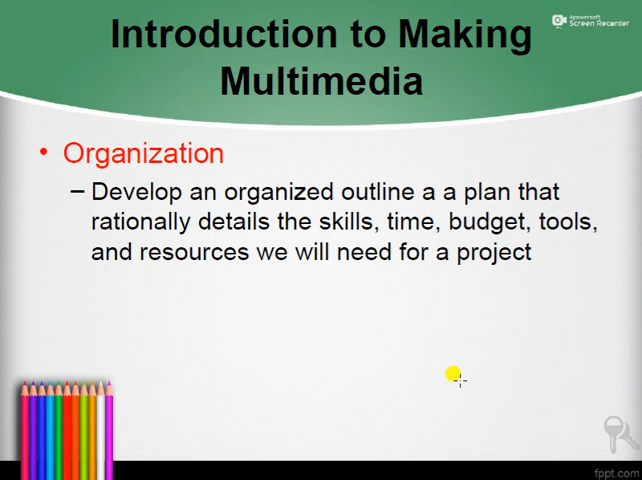 Introduction to Making
Multimedia
Apowersoft
Screen Recorder
• Organization
– Develop an organized outline a a plan that
rationally details the skills, time, budget, tools,
and resources we will need for a project
fppt.com